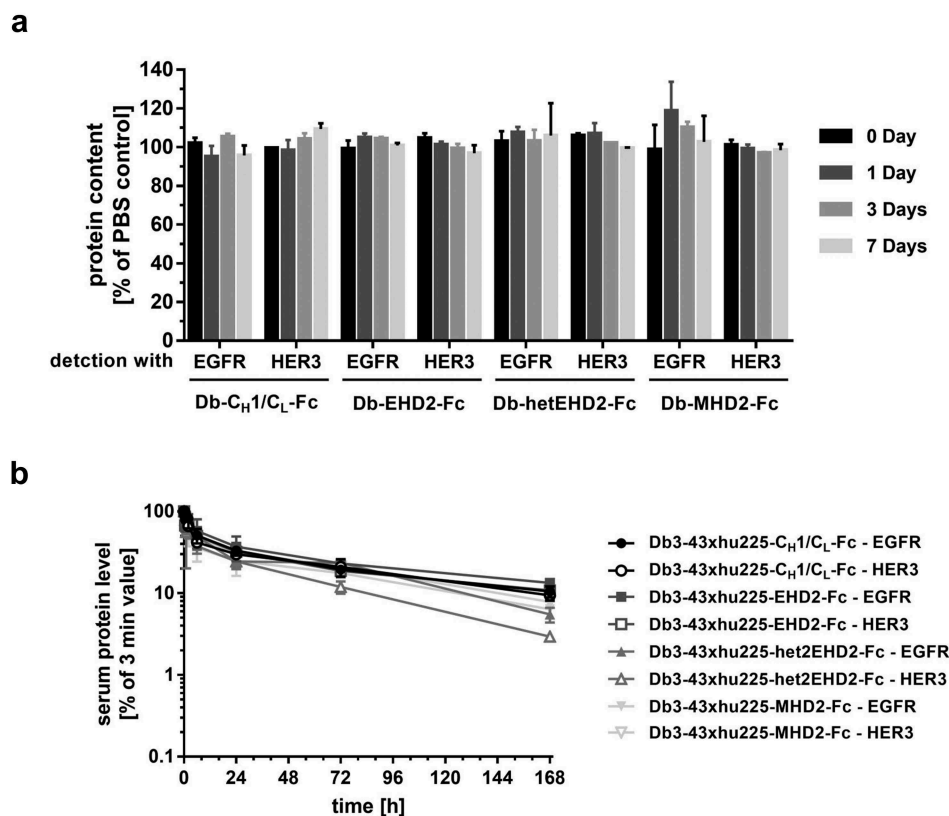 a
protein content
[% of PBS control]
140
120
100
80
60
40
20
0
0 Day
1 Day
3 Days
7 Days
detction with EGFR HER3 EGFR HER3 EGFR HER3 EGFR HER3
Db-CH1/CL-Fc Db-EHD2-Fc Db-hetEHD2-Fc Db-MHD2-Fc
b
serum protein level
[% of 3 min value]
100
10
1
0.1
0 24 48 72 96 120 144 168
time [h]
Db3-43xhu225-CH1/CL-Fc - EGFR
Db3-43xhu225-CH1/CL-Fc - HER3
Db3-43xhu225-EHD2-Fc - EGFR
Db3-43xhu225-EHD2-Fc - HER3
Db3-43xhu225-het2EHD2-Fc - EGFR
Db3-43xhu225-het2EHD2-Fc - HER3
Db3-43xhu225-MHD2-Fc - EGFR
Db3-43xhu225-MHD2-Fc - HER3